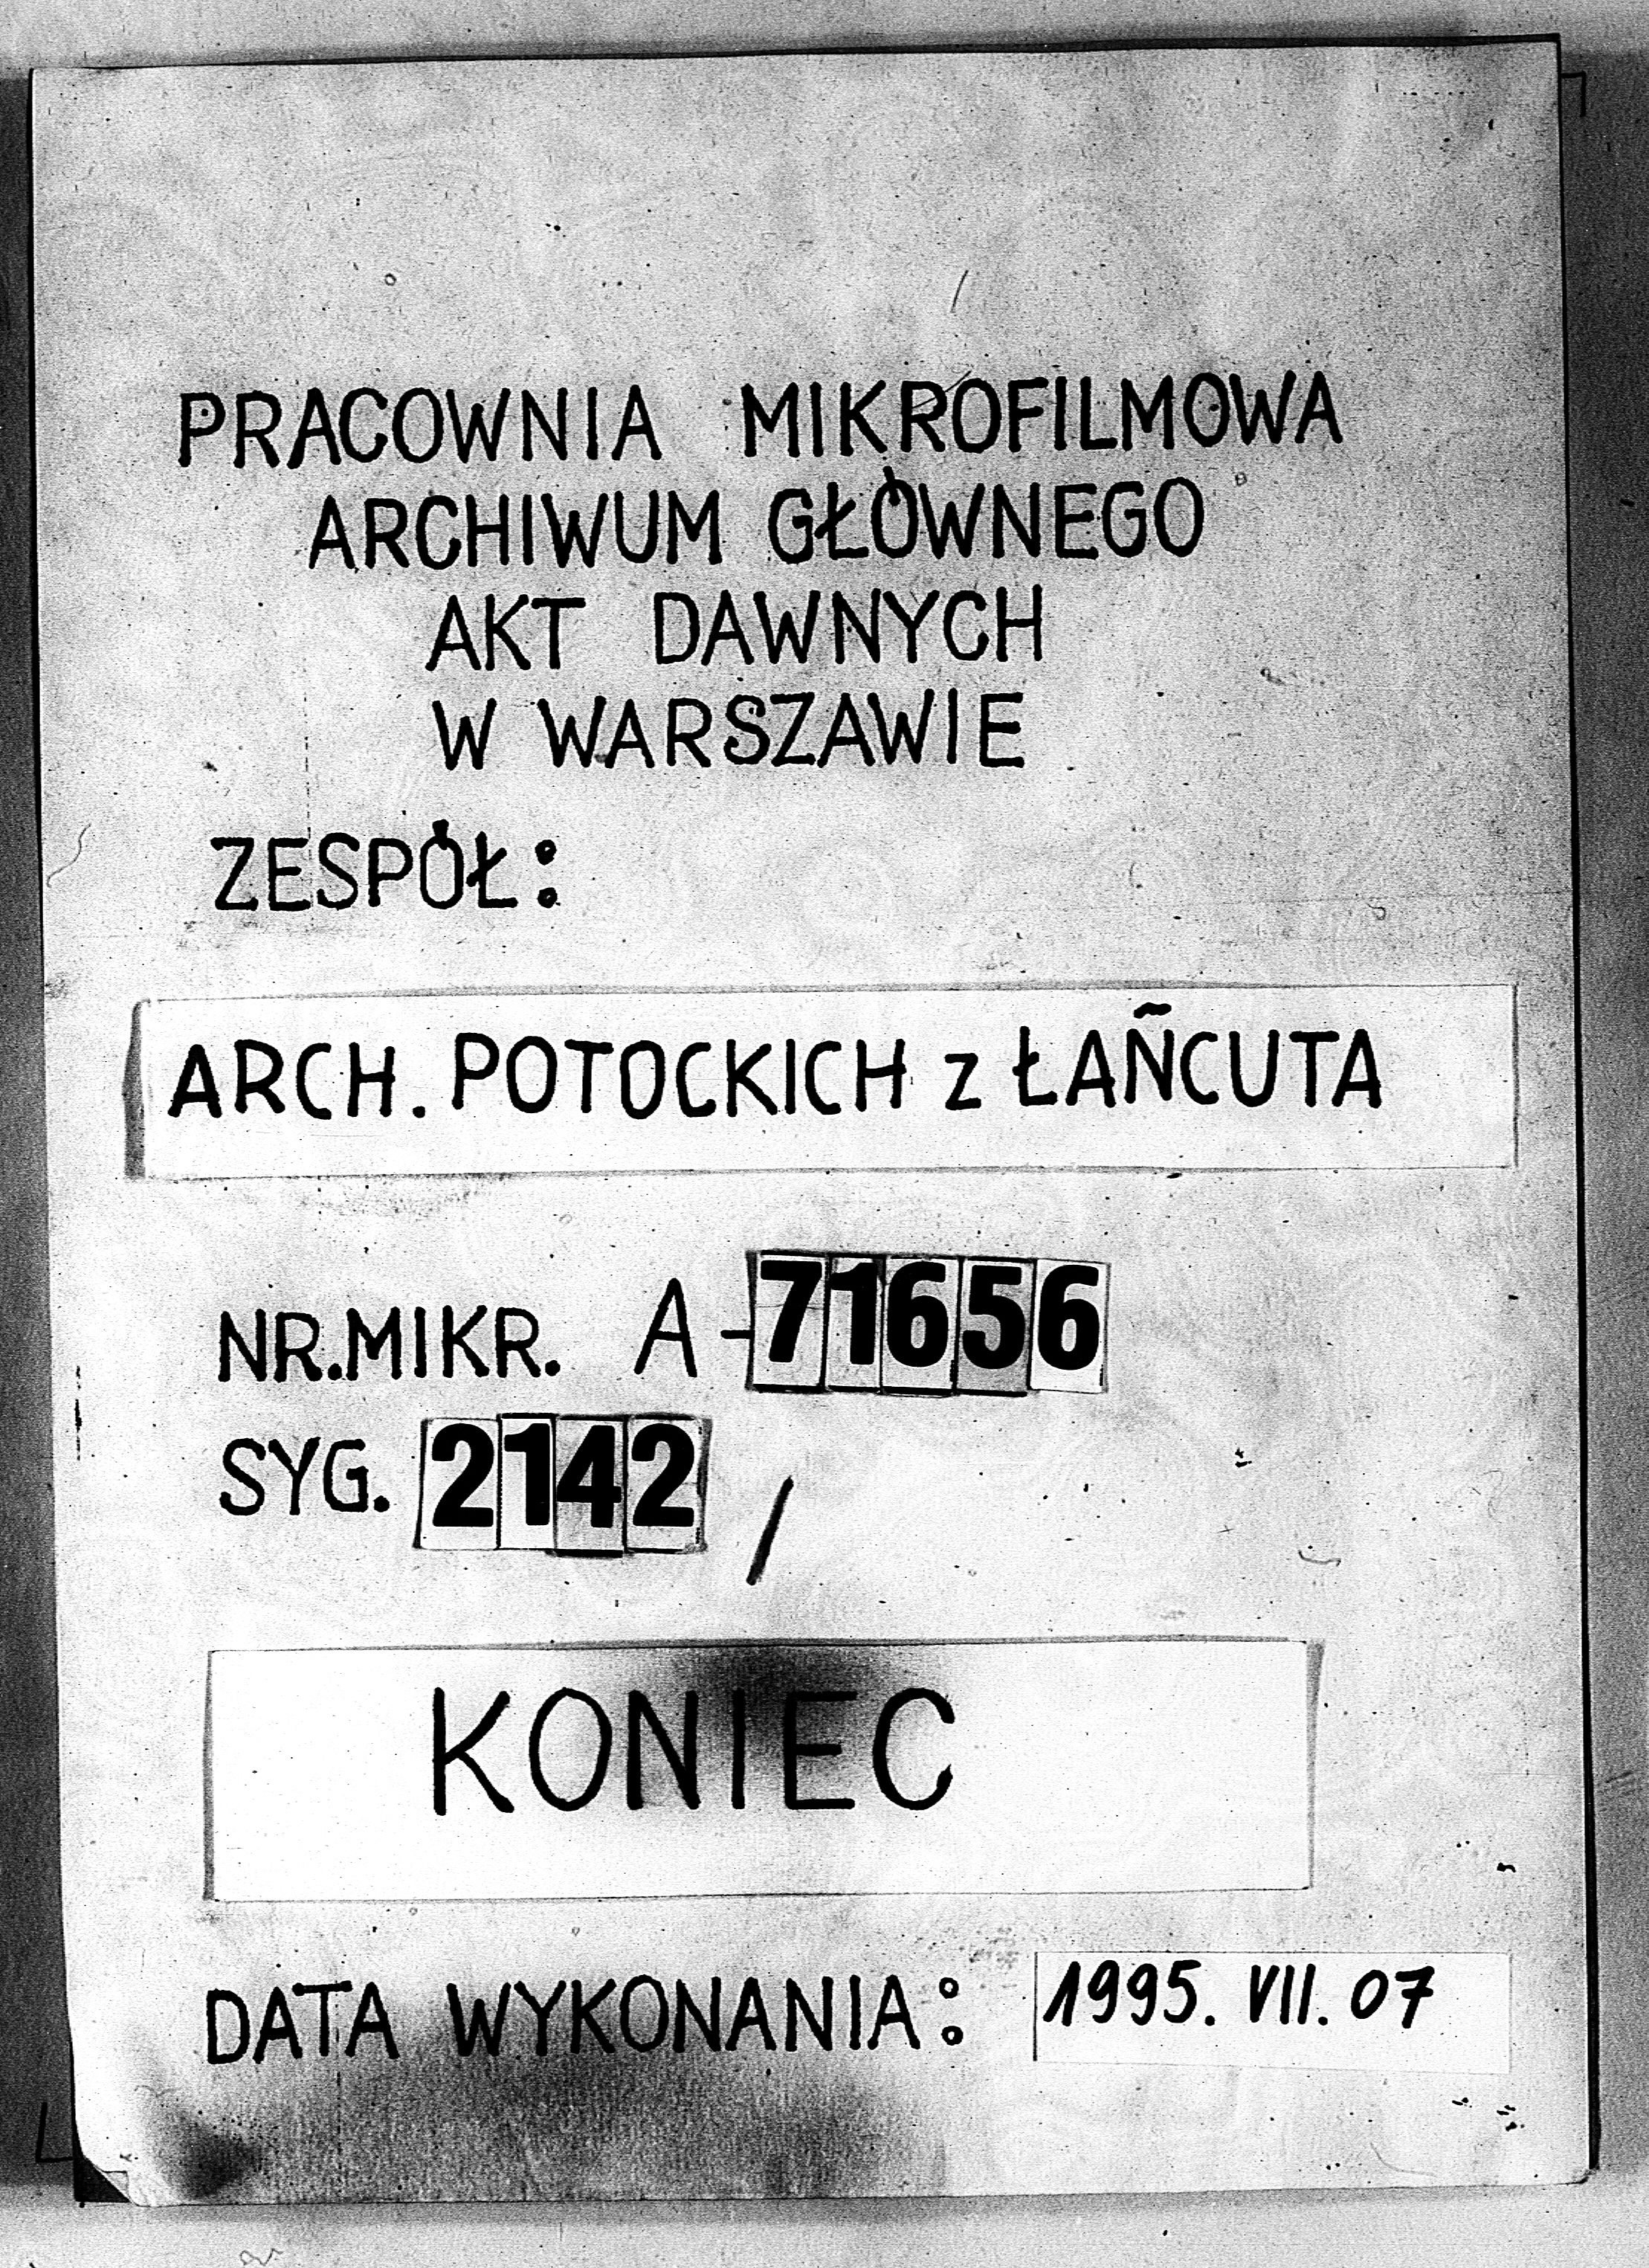 PRACOWNIA MIKROFILMOWA
ARCHIWUM GŁÓWNEGO
AKT DAWNYCH
W WARSZAWIE
ZESPÓŁ:
ARCH. POTOCKICH z ŁAŃCUTA
NR.MIKR. A-71656
SYG. 2142 /
KONIEC
DATA WYKONANIA: 1995. VII. 07